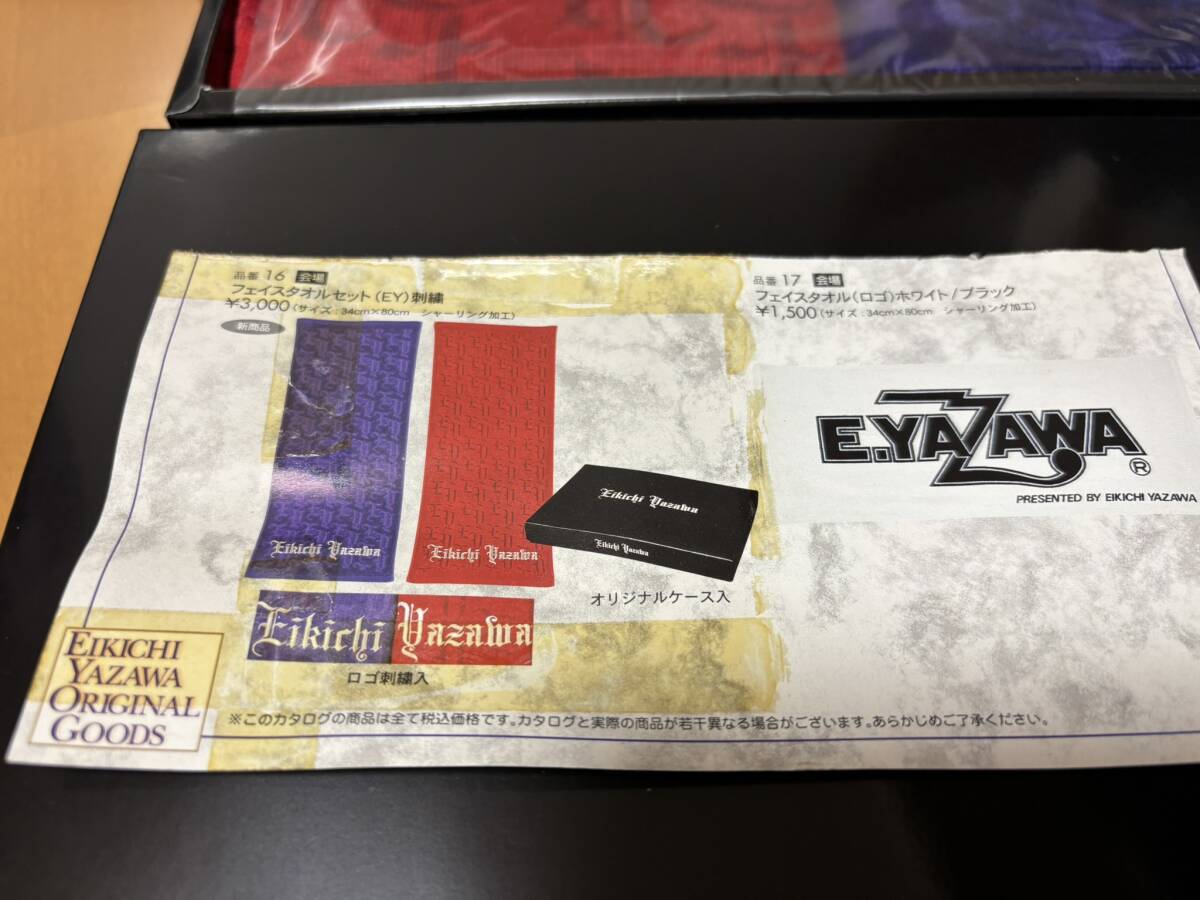 品番 16 会場
フェイスタオルセット(EY)刺繍
¥3,000(サイズ:34cm×80cm シャーリング加工)
新商品
Eikichi Yazawa
Eikichi Yazawa
Eikichi Yazawa
Eikichi Yazawa
オリジナルケース入
Eikichi Yazawa
ロゴ刺繍入
品番 17 会場
フェイスタオル(ロゴ)ホワイト/ブラック
¥1,500(サイズ:34cm×80cm シャーリング加工)
E.YAZAWA
®
PRESENTED BY EIKICHI YAZAWA
EIKICHI
YAZAWA
ORIGINAL
GOODS
※このカタログの商品は全て税込価格です。カタログと実際の商品が若干異なる場合がございます。あらかじめご了承ください。